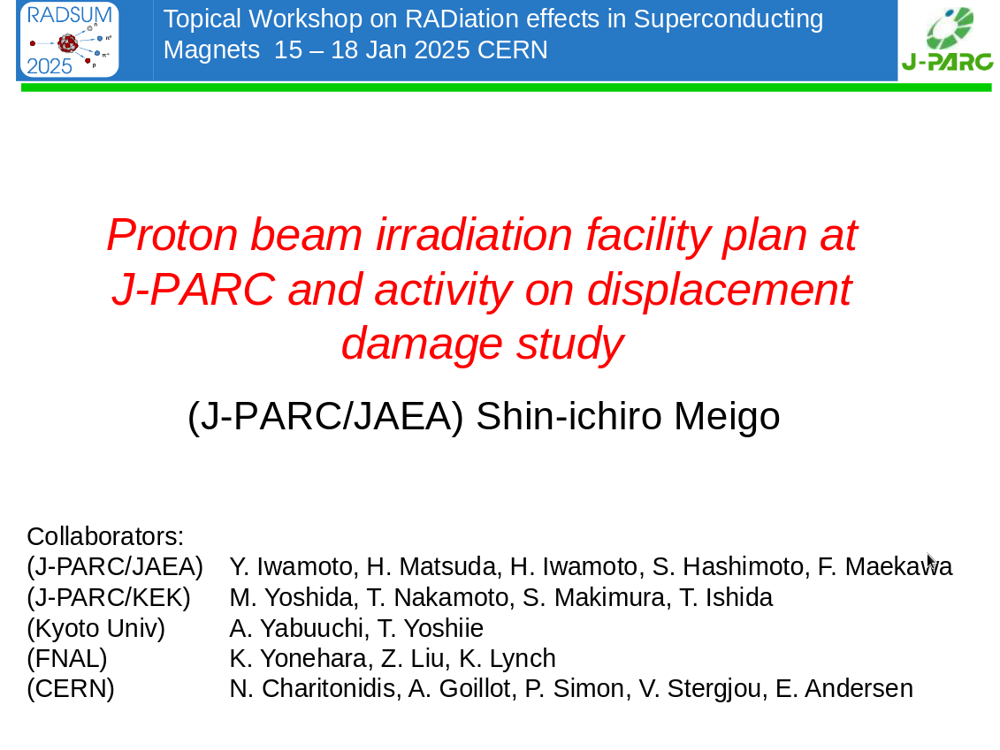 RADSUM
2025
n
π⁺
p
Topical Workshop on RADiation effects in Superconducting
Magnets 15 – 18 Jan 2025 CERN
J-PARC
Proton beam irradiation facility plan at
J-PARC and activity on displacement
damage study
(J-PARC/JAEA) Shin-ichiro Meigo
Collaborators:
(J-PARC/JAEA) Y. Iwamoto, H. Matsuda, H. Iwamoto, S. Hashimoto, F. Maekawa
(J-PARC/KEK) M. Yoshida, T. Nakamoto, S. Makimura, T. Ishida
(Kyoto Univ) A. Yabuuchi, T. Yoshiie
(FNAL) K. Yonehara, Z. Liu, K. Lynch
(CERN) N. Charitonidis, A. Goillot, P. Simon, V. Stergjou, E. Andersen